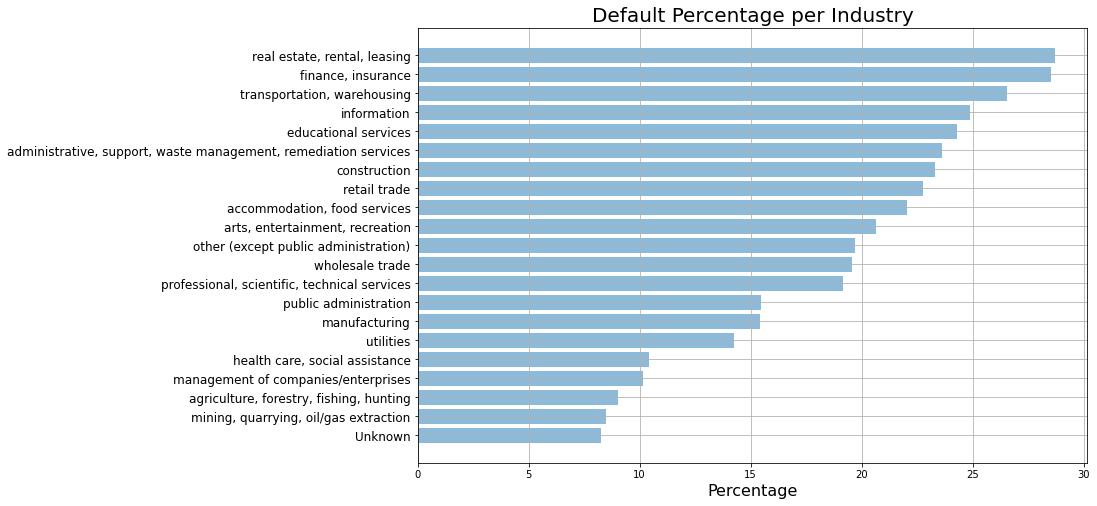 Default Percentage per Industry
real estate, rental, leasing
finance, insurance
transportation, warehousing
information
educational services
administrative, support, waste management, remediation services
construction
retail trade
accommodation, food services
arts, entertainment, recreation
other (except public administration)
wholesale trade
professional, scientific, technical services
public administration
manufacturing
utilities
health care, social assistance
management of companies/enterprises
agriculture, forestry, fishing, hunting
mining, quarrying, oil/gas extraction
Unknown
0 5 10 15 20 25 30
Percentage